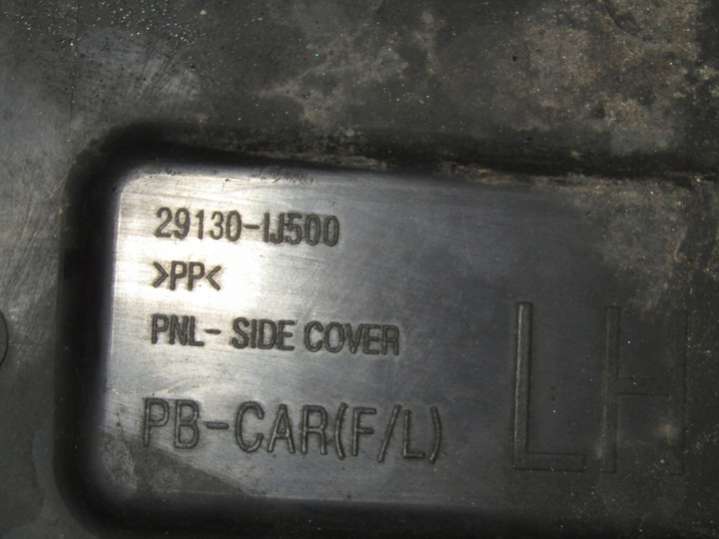 29130-1J500
>PP<
PNL- SIDE COVER
PB-CAR(F/L)
LH